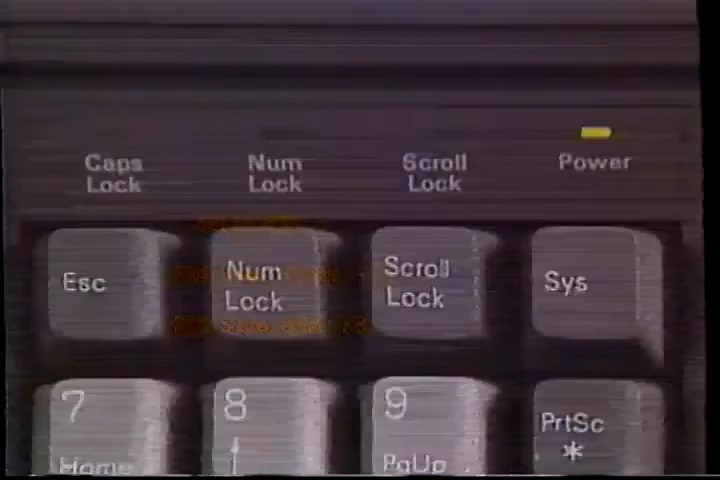 Caps Lock
Num Lock
Scroll Lock
Power
Esc
Num Lock
Scroll Lock
Sys
7
Home
8
9
PgUp
PrtSc
*